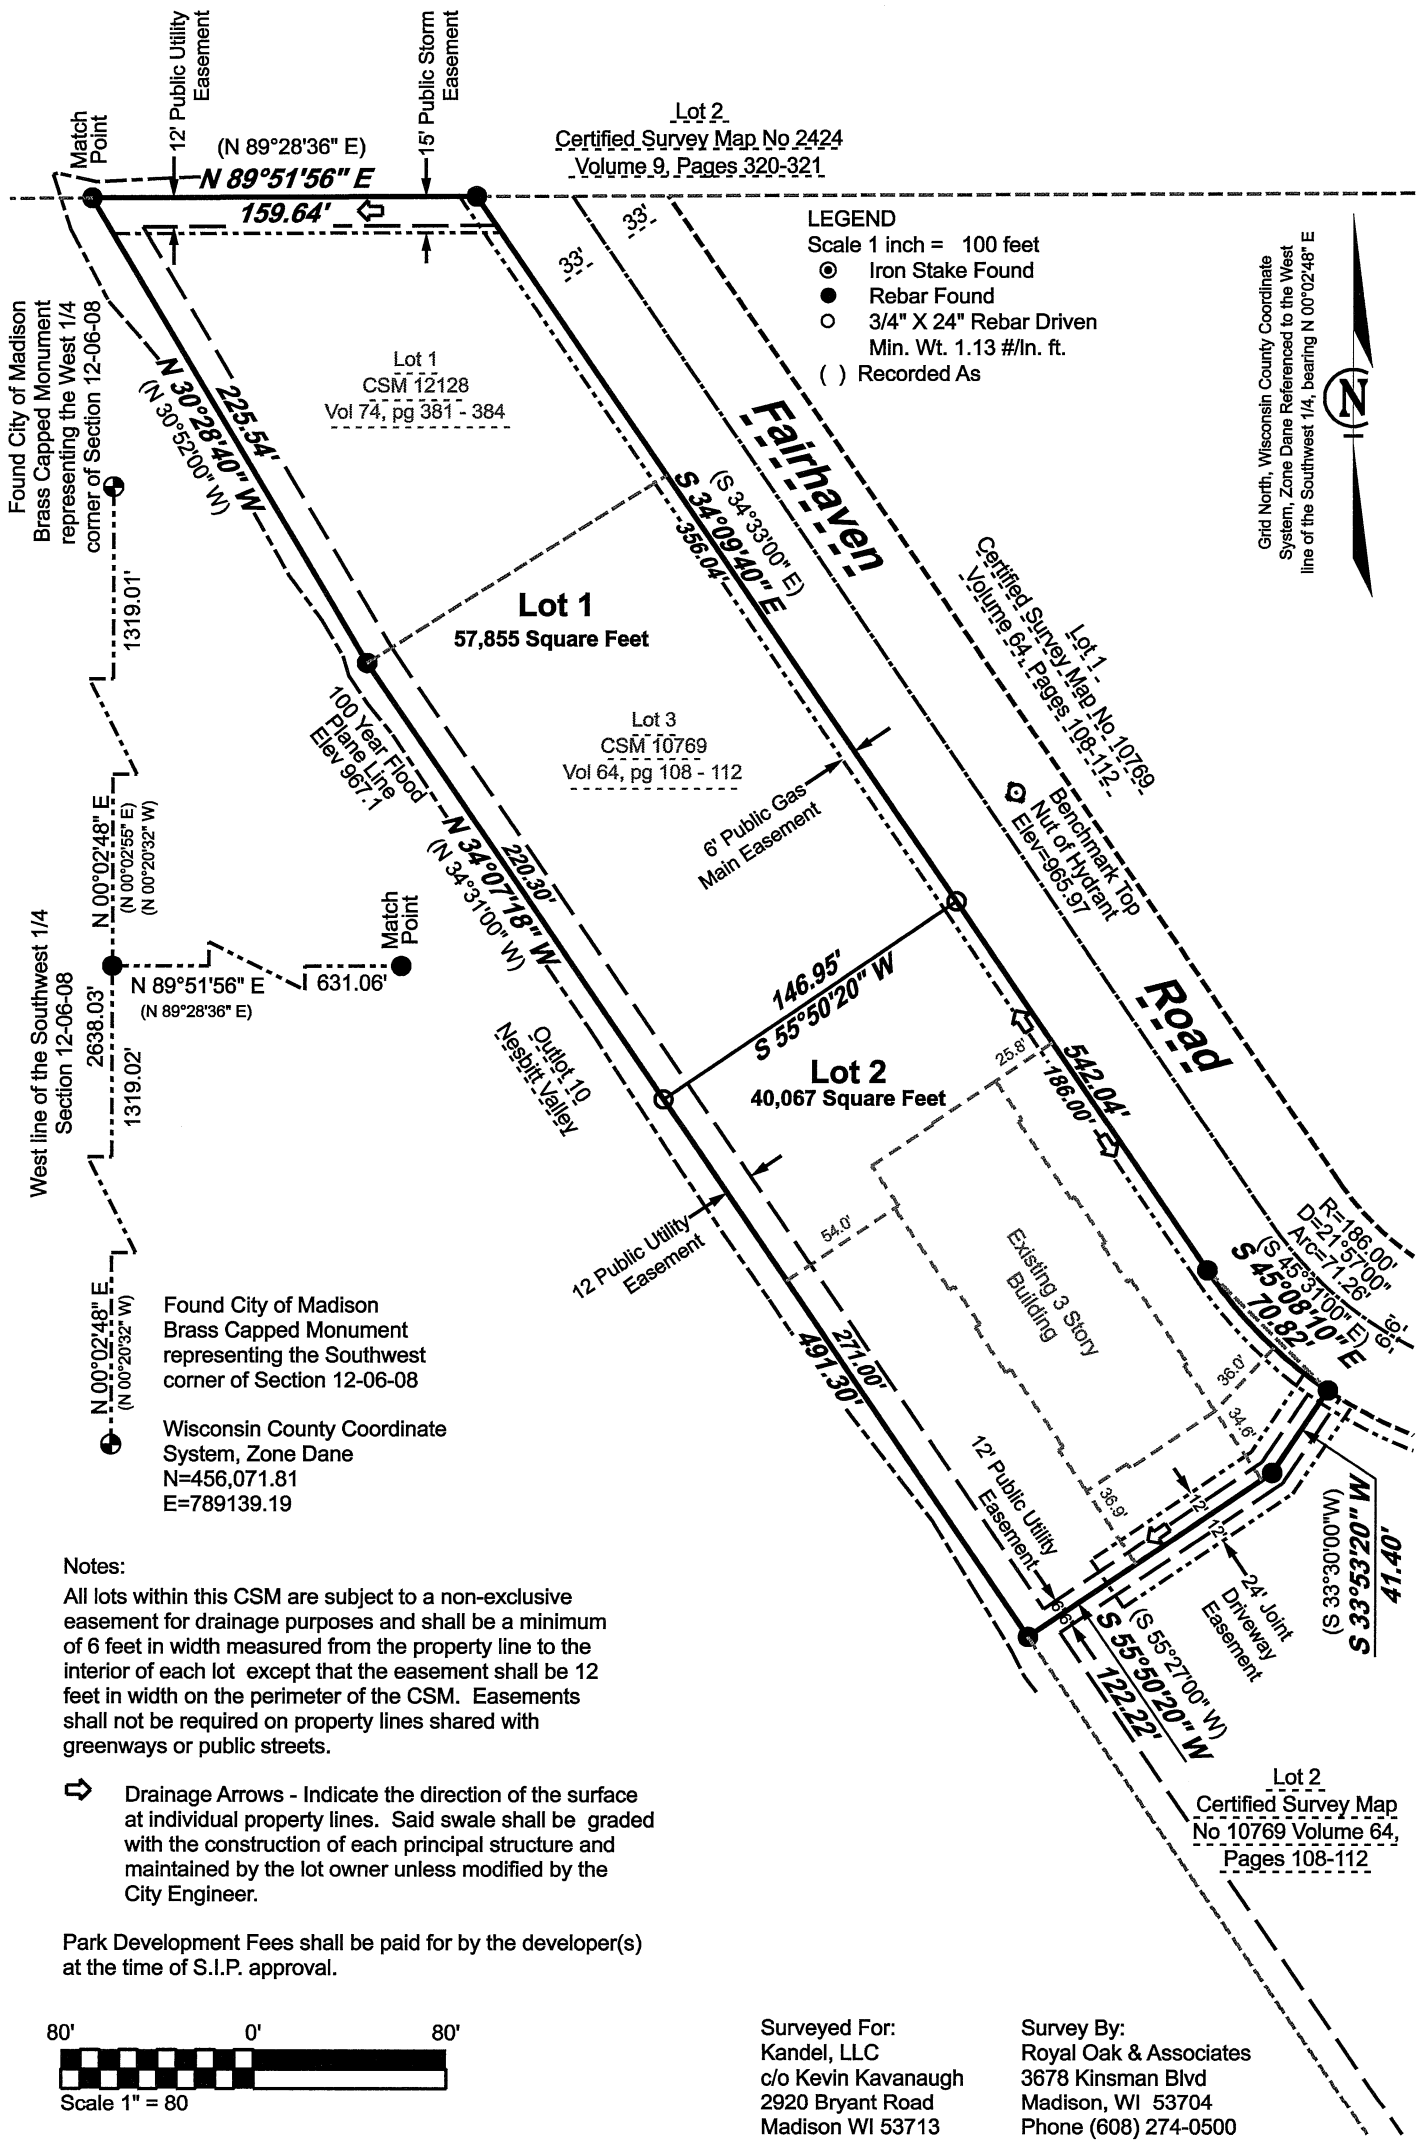 12' Public Utility
Easement
15' Public Storm
Easement
Match
Point
(N 89°28'36" E)
N 89°51'56" E
159.64'
Lot 2
Certified Survey Map No 2424
Volume 9, Pages 320-321
33'
33'
LEGEND
Scale 1 inch = 100 feet
Iron Stake Found
Rebar Found
3/4" X 24" Rebar Driven
Min. Wt. 1.13 #/ln. ft.
( ) Recorded As
Grid North, Wisconsin County Coordinate
System, Zone Dane Referenced to the West
line of the Southwest 1/4, bearing N 00°02'48" E
N
Found City of Madison
Brass Capped Monument
representing the West 1/4
corner of Section 12-06-08
225.54'
N 30°28'40" W
(N 30°52'00" W)
Lot 1
CSM 12128
Vol 74, pg 381 - 384
Fairhaven
(S 34°33'00" E)
S 34°09'40" E
356.04'
Lot 1
57,855 Square Feet
Lot 1
Certified Survey Map No 10769
Volume 64, Pages 108-112
1319.01'
100 Year Flood
Plane Line
Elev 967.1
Lot 3
CSM 10769
Vol 64, pg 108 - 112
6' Public Gas
Main Easement
Benchmark Top
Nut of Hydrant
Elev=965.97
N 00°02'48" E
(N 00°02'55" E)
(N 00°20'32" W)
220.30'
N 34°07'18" W
(N 34°31'00" W)
Match
Point
N 89°51'56" E
(N 89°28'36" E)
631.06'
West line of the Southwest 1/4
Section 12-06-08
2638.03'
1319.02'
146.95'
S 55°50'20" W
Road
Outlot 10
Nesbitt Valley
Lot 2
40,067 Square Feet
25.8'
542.04'
186.00'
54.0'
12 Public Utility
Easement
Existing 3 Story
Building
R=186.00'
D=21°57'00"
Arc=71.26'
(S 45°31'00" E)
S 45°08'10" E
70.82'
66'
N 00°02'48" E
(N 00°20'32" W)
Found City of Madison
Brass Capped Monument
representing the Southwest
corner of Section 12-06-08
Wisconsin County Coordinate
System, Zone Dane
N=456,071.81
E=789139.19
271.00'
491.30'
36.0'
34.6'
36.9'
12' Public Utility
Easement
12'
12'
24' Joint
Driveway
Easement
6'
6'
(S 33°30'00"W)
S 33°53'20" W
41.40'
(S 55°27'00" W)
S 55°50'20" W
122.22'
Notes:
All lots within this CSM are subject to a non-exclusive
easement for drainage purposes and shall be a minimum
of 6 feet in width measured from the property line to the
interior of each lot except that the easement shall be 12
feet in width on the perimeter of the CSM. Easements
shall not be required on property lines shared with
greenways or public streets.
Drainage Arrows - Indicate the direction of the surface
at individual property lines. Said swale shall be graded
with the construction of each principal structure and
maintained by the lot owner unless modified by the
City Engineer.
Park Development Fees shall be paid for by the developer(s)
at the time of S.I.P. approval.
Lot 2
Certified Survey Map
No 10769 Volume 64,
Pages 108-112
80' 0' 80'
Scale 1" = 80
Surveyed For:
Kandel, LLC
c/o Kevin Kavanaugh
2920 Bryant Road
Madison WI 53713
Survey By:
Royal Oak & Associates
3678 Kinsman Blvd
Madison, WI 53704
Phone (608) 274-0500